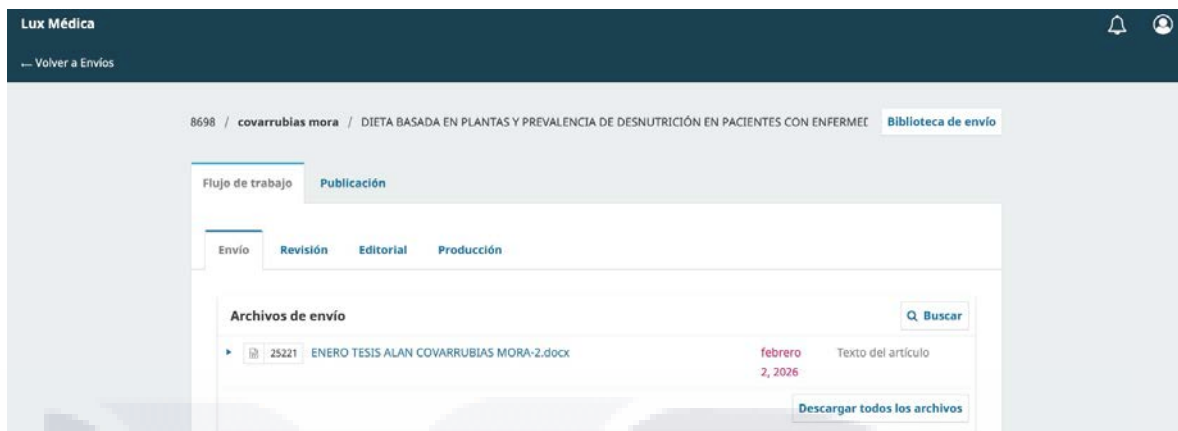 Lux Médica
← Volver a Envíos
8698 / covarrubias mora / DIETA BASADA EN PLANTAS Y PREVALENCIA DE DESNUTRICIÓN EN PACIENTES CON ENFERMEC
Biblioteca de envío
Flujo de trabajo Publicación
Envío Revisión Editorial Producción
Archivos de envío
Buscar
25221 ENERO TESIS ALAN COVARRUBIAS MORA-2.docx
febrero
2, 2026
Texto del artículo
Descargar todos los archivos